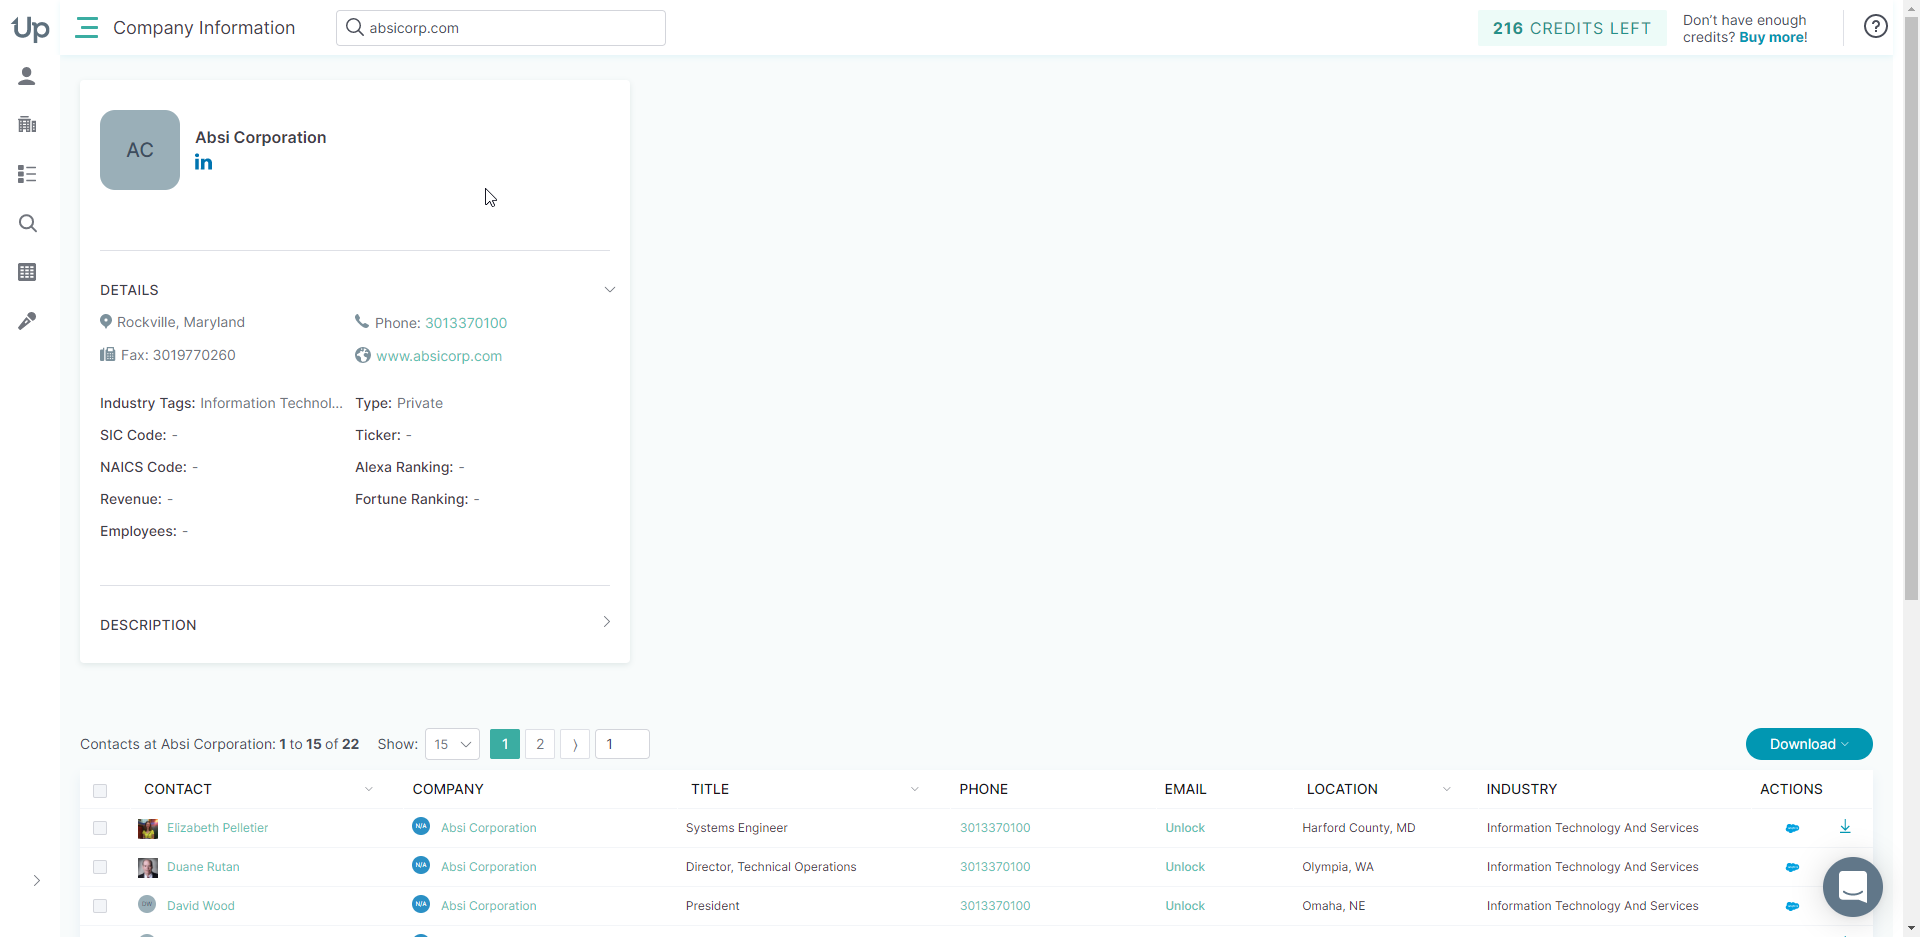 Up
Company Information
absicorp.com
216 CREDITS LEFT
Don't have enough
credits? Buy more!
?
AC
Absi Corporation
in
DETAILS
Rockville, Maryland
Phone: 3013370100
Fax: 3019770260
www.absicorp.com
Industry Tags: Information Technol...
Type: Private
SIC Code: -
Ticker: -
NAICS Code: -
Alexa Ranking: -
Revenue: -
Fortune Ranking: -
Employees: -
DESCRIPTION
Contacts at Absi Corporation: 1 to 15 of 22 Show: 15 1 2 ⟩ 1
Download
CONTACT COMPANY TITLE PHONE EMAIL LOCATION INDUSTRY ACTIONS
Elizabeth Pelletier N/A Absi Corporation Systems Engineer 3013370100 Unlock Harford County, MD Information Technology And Services
Duane Rutan N/A Absi Corporation Director, Technical Operations 3013370100 Unlock Olympia, WA Information Technology And Services
DW David Wood N/A Absi Corporation President 3013370100 Unlock Omaha, NE Information Technology And Services